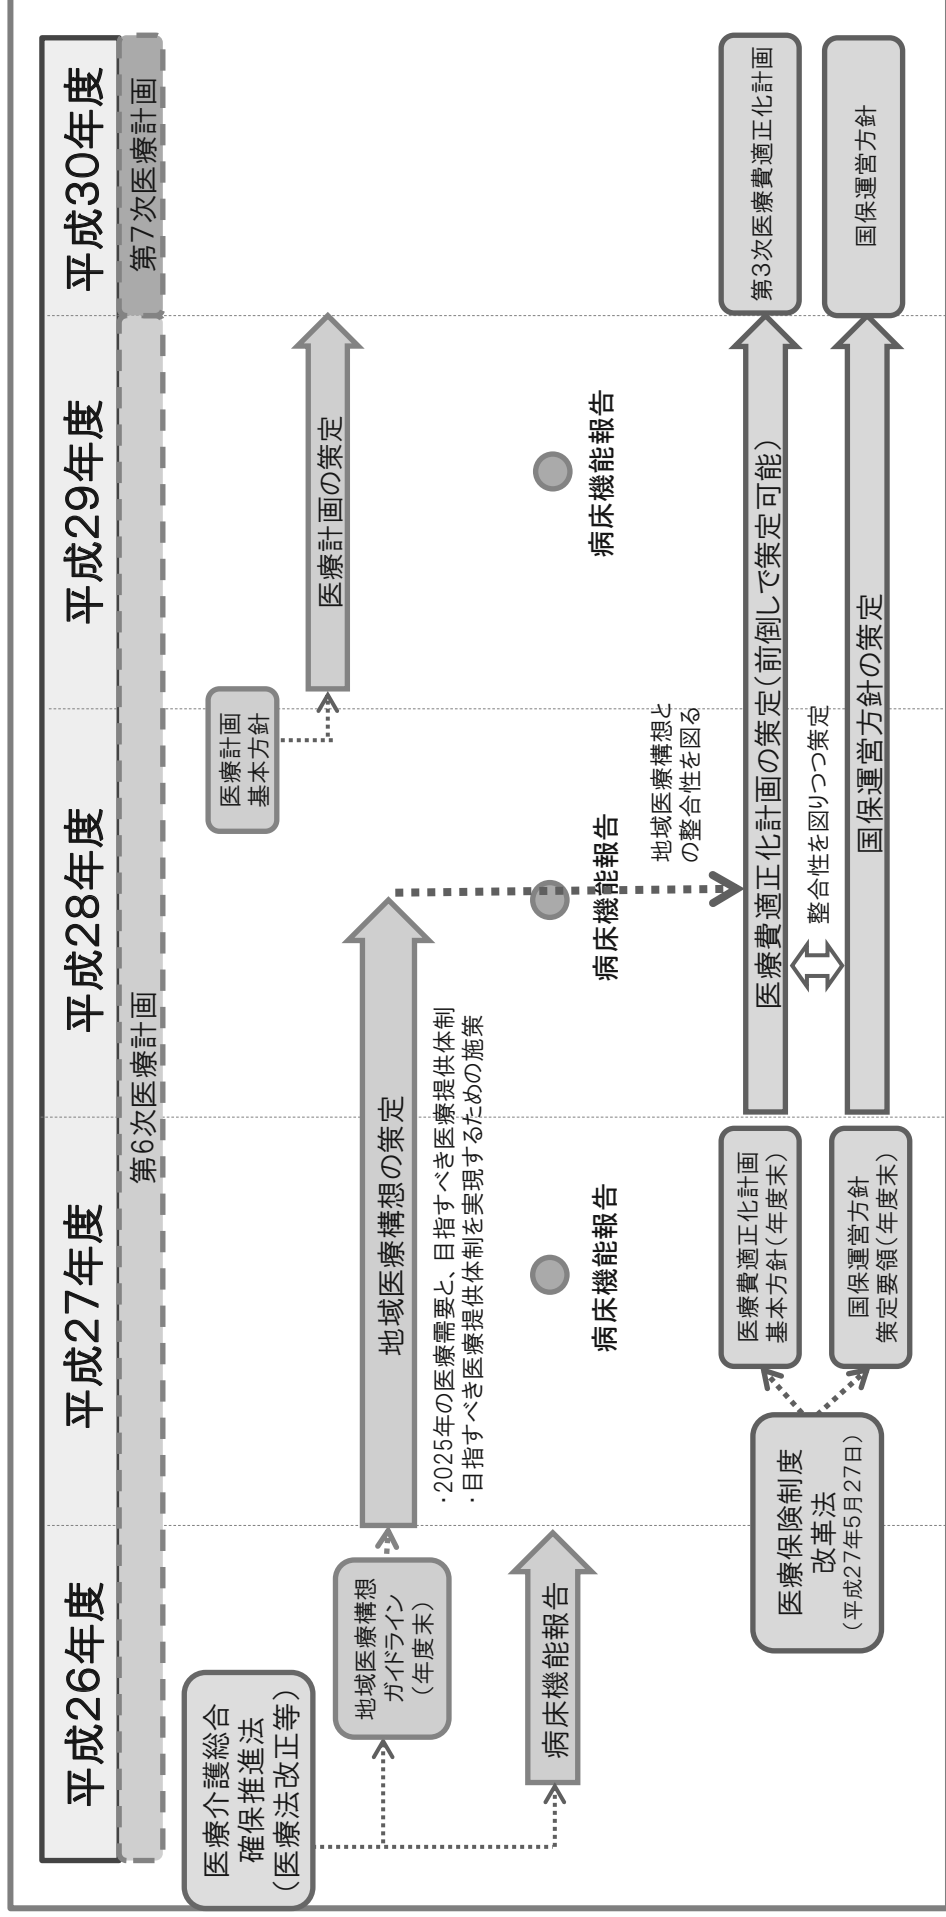 平成26年度
平成27年度
平成28年度
平成29年度
平成30年度
第6次医療計画
第7次医療計画
医療介護総合
確保推進法
（医療法改正等）
医療計画
基本方針
医療計画の策定
地域医療構想
ガイドライン
（年度末）
地域医療構想の策定
・2025年の医療需要と、目指すべき医療提供体制
・目指すべき医療提供体制を実現するための施策
病床機能報告
病床機能報告
病床機能報告
病床機能報告
地域医療構想と
の整合性を図る
医療保険制度
改革法
（平成27年5月27日）
医療費適正化計画
基本方針（年度末）
医療費適正化計画の策定（前倒しで策定可能）
第3次医療費適正化計画
整合性を図りつつ策定
国保運営方針
策定要領（年度末）
国保運営方針の策定
国保運営方針